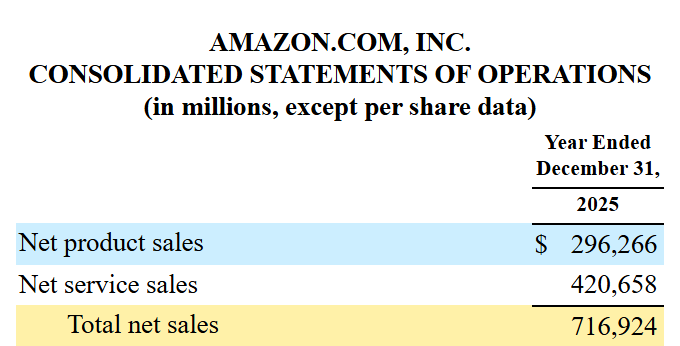 AMAZON.COM, INC.
CONSOLIDATED STATEMENTS OF OPERATIONS
(in millions, except per share data)
Year Ended
December 31,
2025
Net product sales $ 296,266
Net service sales 420,658
Total net sales 716,924